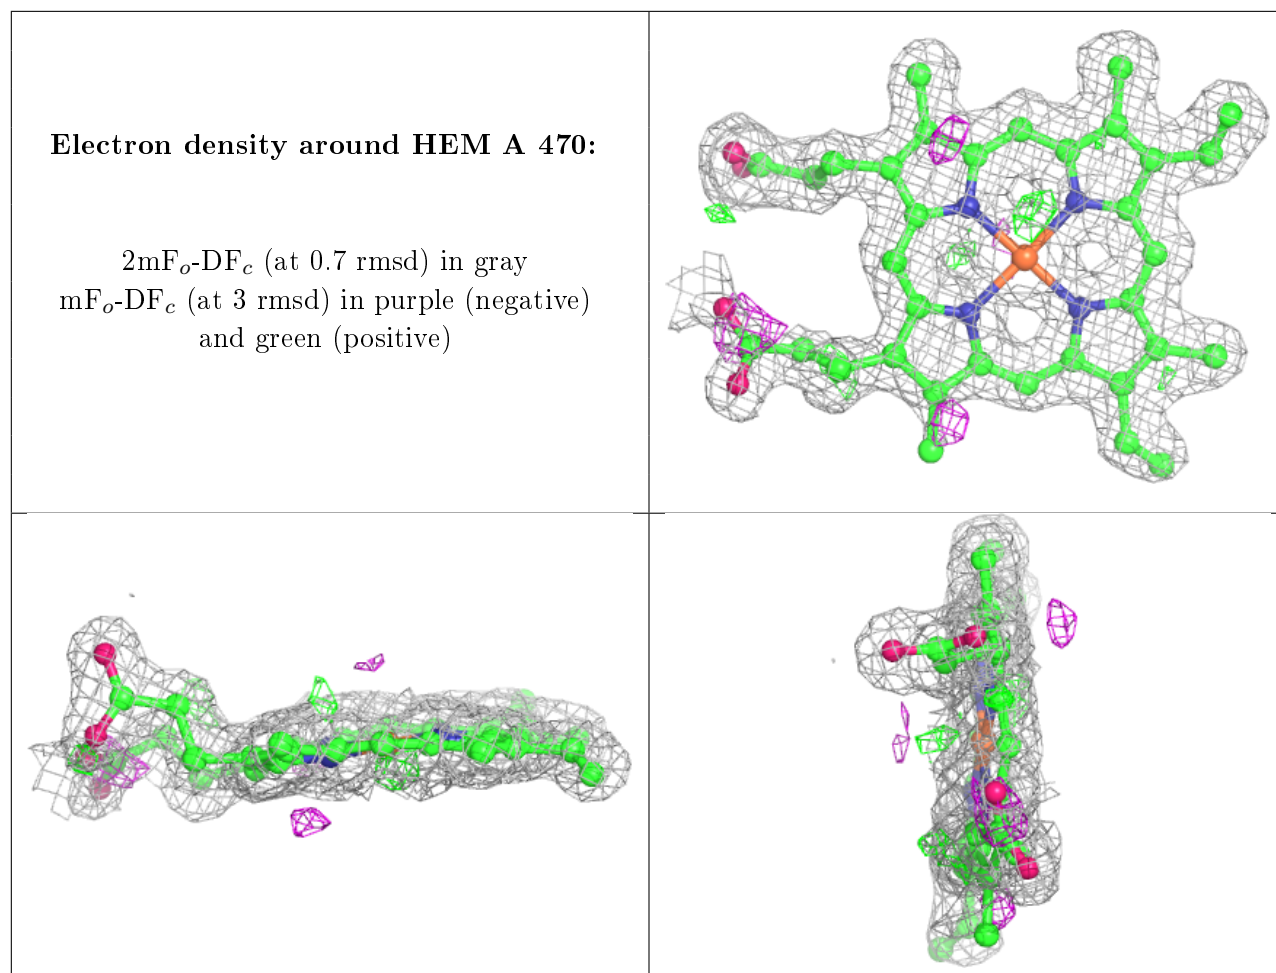 Electron density around HEM A 470:
2mFo-DFc (at 0.7 rmsd) in gray
mFo-DFc (at 3 rmsd) in purple (negative)
and green (positive)